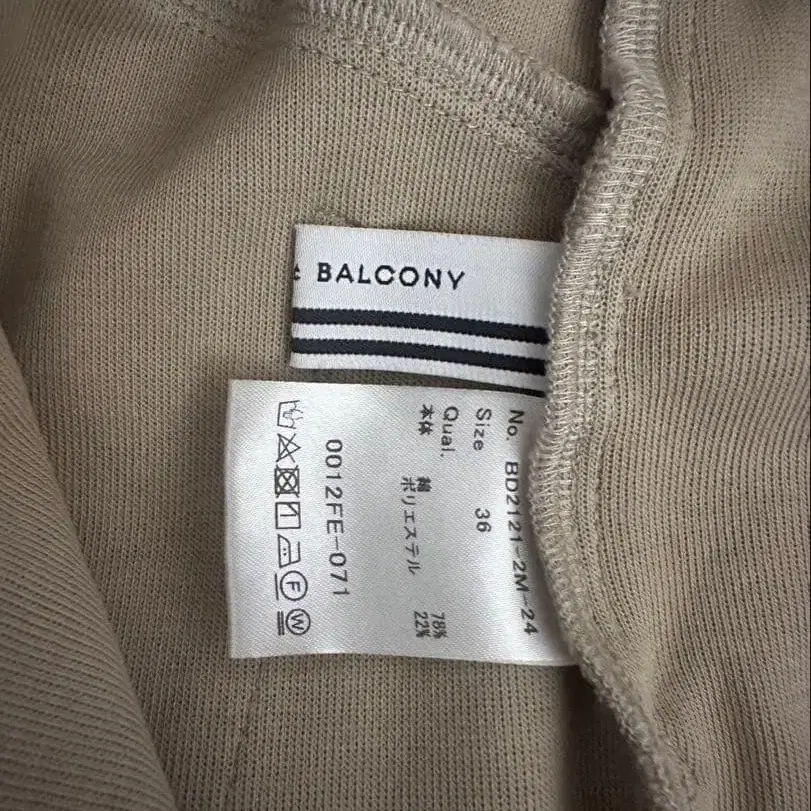 BALCONY
No. BD2121-2M-24
Size 36
Qual.
本体 綿 78%
ポリエステル 22%
0012FE-071
F W